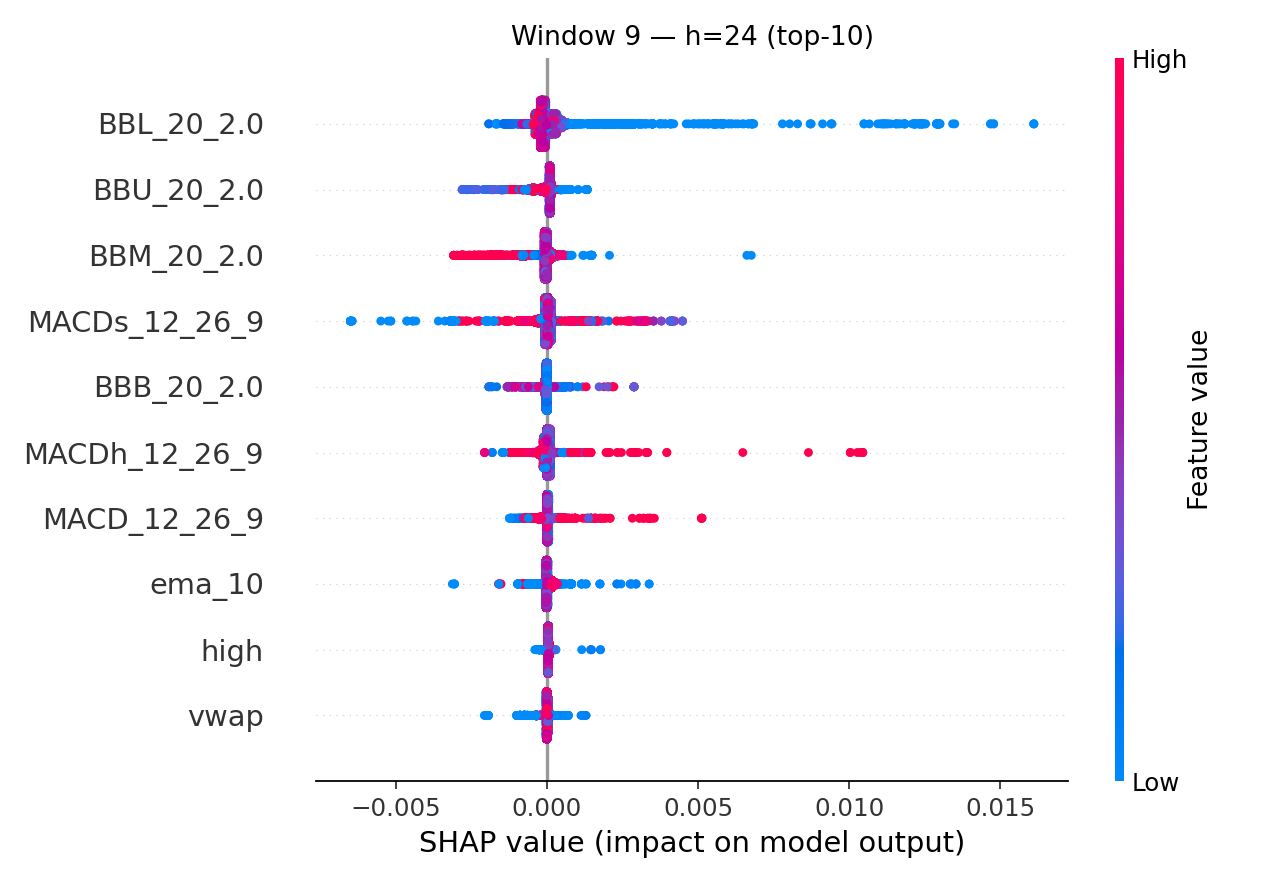 Window 9 — h=24 (top-10)
High
BBL_20_2.0
BBU_20_2.0
BBM_20_2.0
MACDs_12_26_9
BBB_20_2.0
MACDh_12_26_9
MACD_12_26_9
ema_10
high
vwap
Feature value
Low
−0.005 0.000 0.005 0.010 0.015
SHAP value (impact on model output)